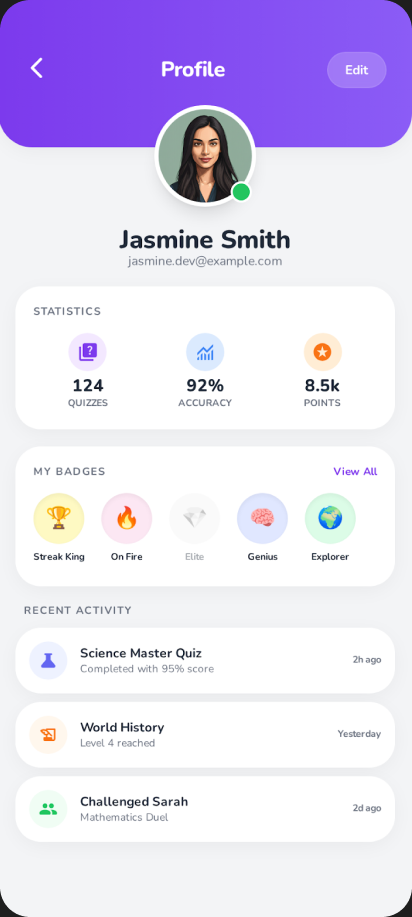 Profile
Edit
Jasmine Smith
jasmine.dev@example.com
STATISTICS
124
QUIZZES
92%
ACCURACY
8.5k
POINTS
MY BADGES
View All
Streak King
On Fire
Elite
Genius
Explorer
RECENT ACTIVITY
Science Master Quiz
Completed with 95% score
2h ago
World History
Level 4 reached
Yesterday
Challenged Sarah
Mathematics Duel
2d ago